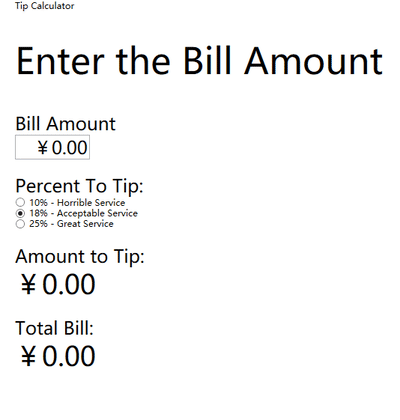 Tip Calculator
Enter the Bill Amount
Bill Amount
¥0.00
Percent To Tip:
10% - Horrible Service
18% - Acceptable Service
25% - Great Service
Amount to Tip:
¥0.00
Total Bill:
¥0.00